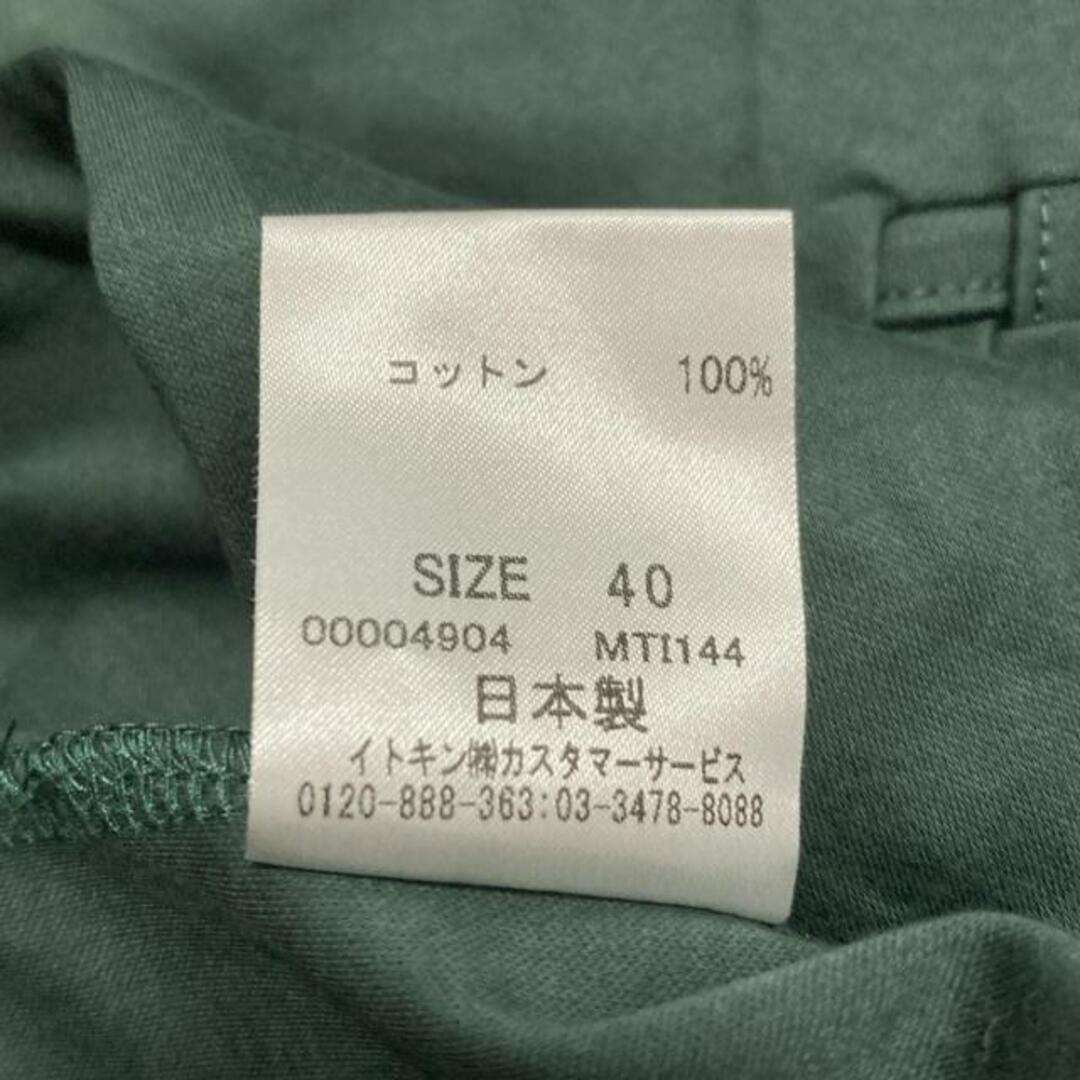 コットン 100%
SIZE 40
00004904 MTI144
日本製
イトキン㈱カスタマーサービス
0120-888-363:03-3478-8088